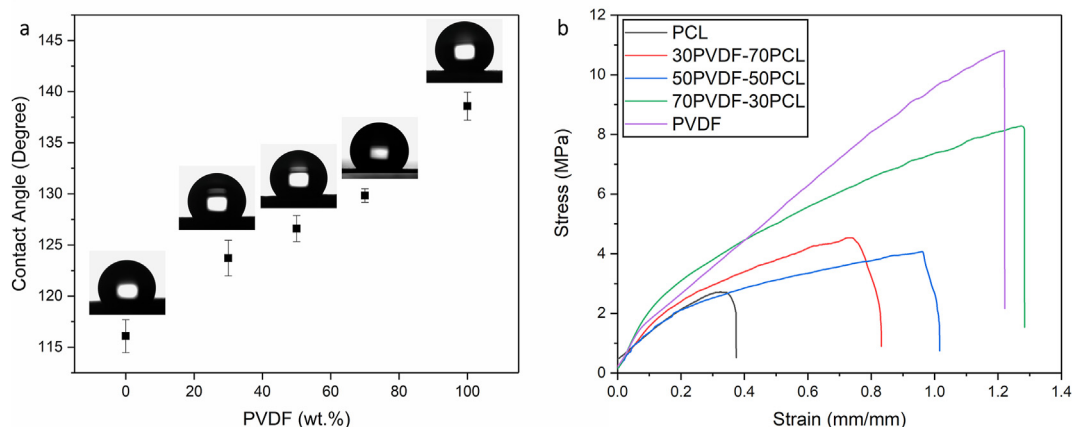 a
145
140
135
130
125
120
115
0
20
40
60
80
100
Contact Angle (Degree)
PVDF (wt.%)
b
12
10
8
6
4
2
0
0.0
0.2
0.4
0.6
0.8
1.0
1.2
1.4
Stress (MPa)
Strain (mm/mm)
PCL
30PVDF-70PCL
50PVDF-50PCL
70PVDF-30PCL
PVDF